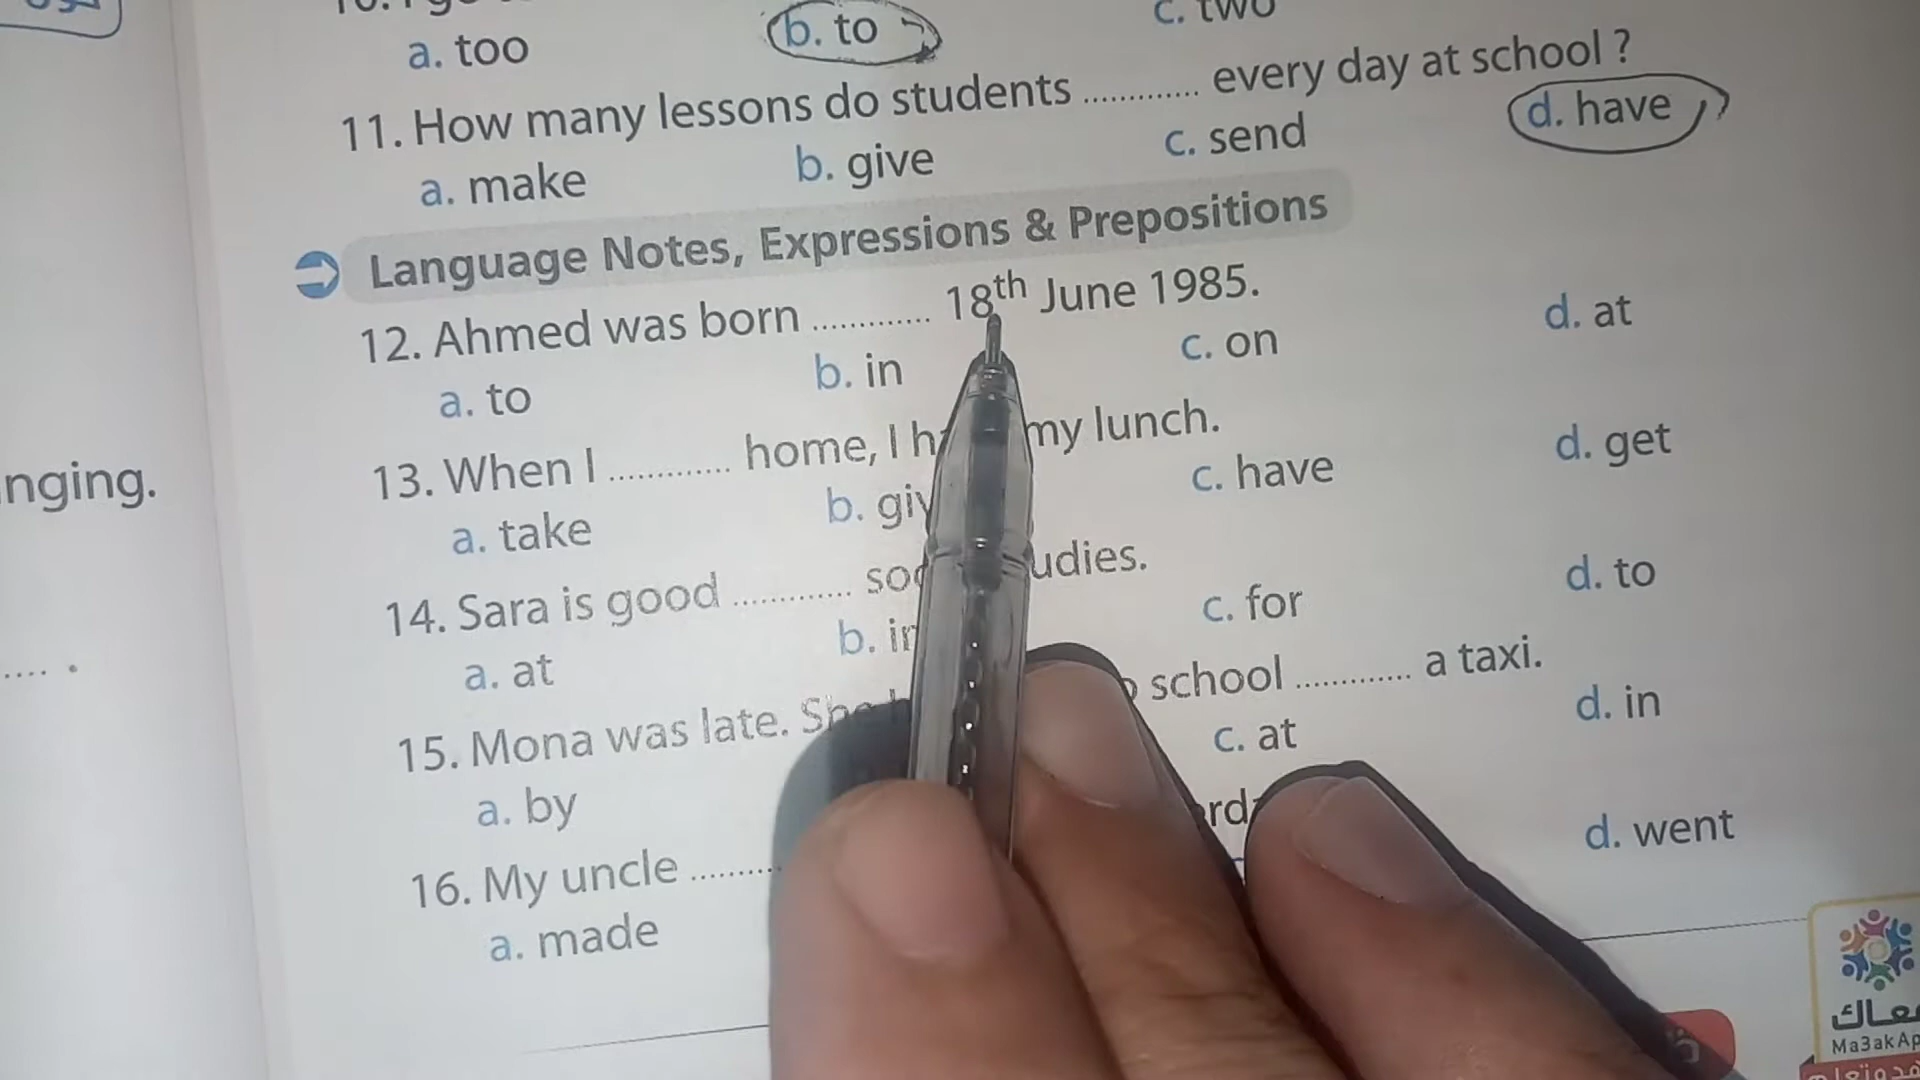 a. too
b. to
c. two
11. How many lessons do students ............ every day at school ?
a. make
b. give
c. send
d. have
Language Notes, Expressions & Prepositions
12. Ahmed was born ............ 18th June 1985.
a. to
b. in
c. on
d. at
13. When I ............ home, I my lunch.
a. take
b.
c. have
d. get
14. Sara is good ............ 
a. at
b.
c. for
d. to
15. Mona was late. school ............ a taxi.
a. by
c. at
d. in
16. My uncle .........
a. made
d. went
nging.
.... .
Ma3akAp